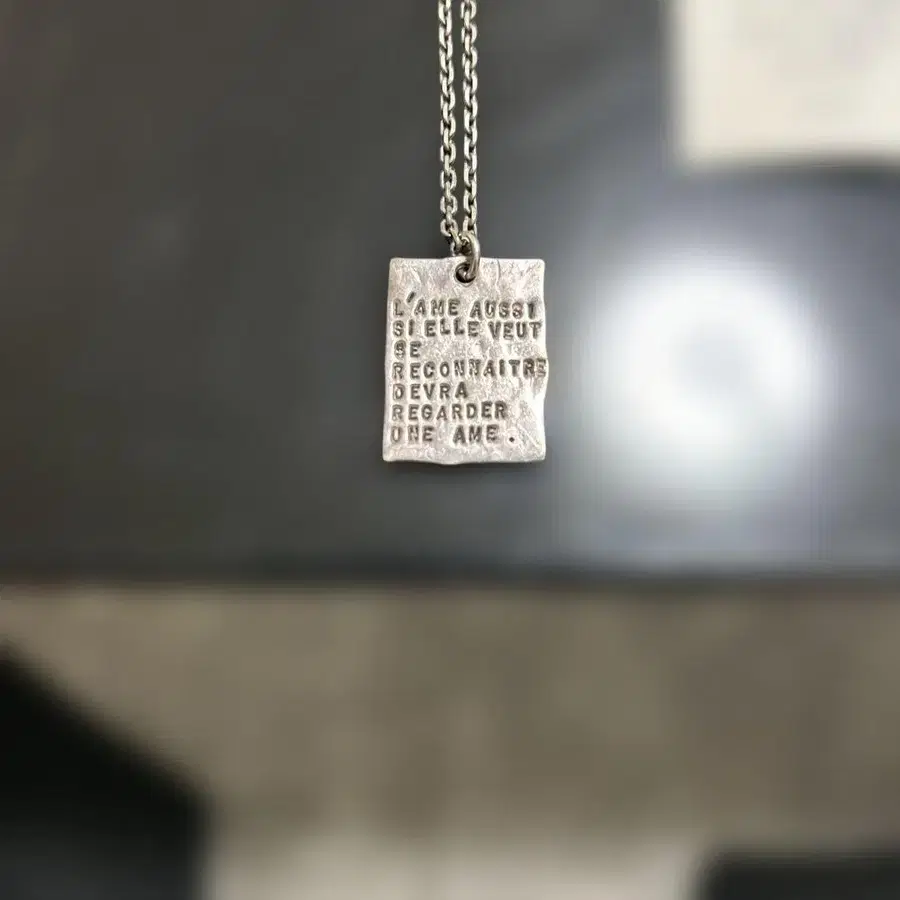 L'AME AUSSI
SI ELLE VEUT
SE
RECONNAITRE
DEVRA
REGARDER
UNE AME.